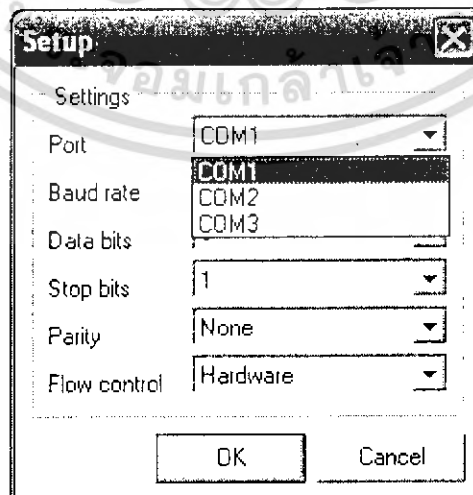 Setup
Settings
Port COM1
COM1
Baud rate COM2
COM3
Data bits
Stop bits 1
Parity None
Flow control Hardware
OK Cancel